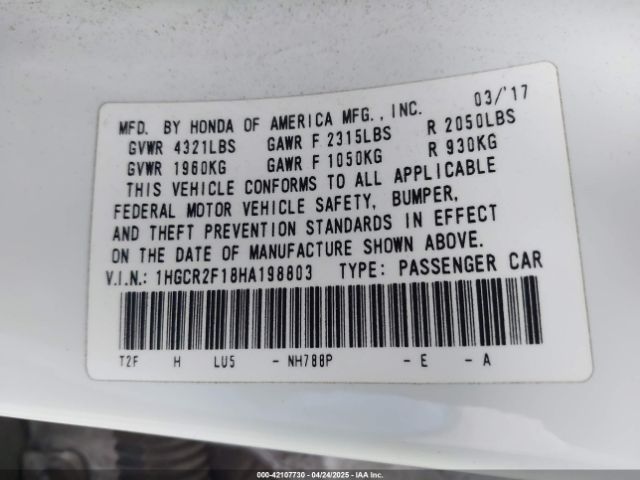 MFD. BY HONDA OF AMERICA MFG., INC. 03/'17
GVWR 4321LBS GAWR F 2315LBS R 2050LBS
GVWR 1960KG GAWR F 1050KG R 930KG
THIS VEHICLE CONFORMS TO ALL APPLICABLE
FEDERAL MOTOR VEHICLE SAFETY, BUMPER,
AND THEFT PREVENTION STANDARDS IN EFFECT
ON THE DATE OF MANUFACTURE SHOWN ABOVE.
V.I.N.: 1HGCR2F18HA198803 TYPE: PASSENGER CAR
T2F H LU5 - NH788P - E - A
000-42107730 - 04/24/2025 - IAA Inc.